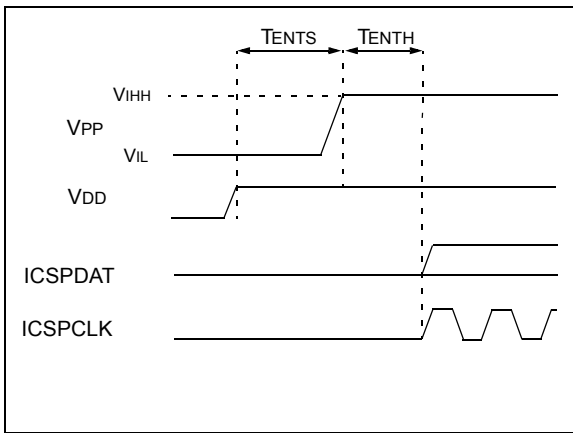 TENTS TENTH
VIHH
VPP
VIL
VDD
ICSPDAT
ICSPCLK